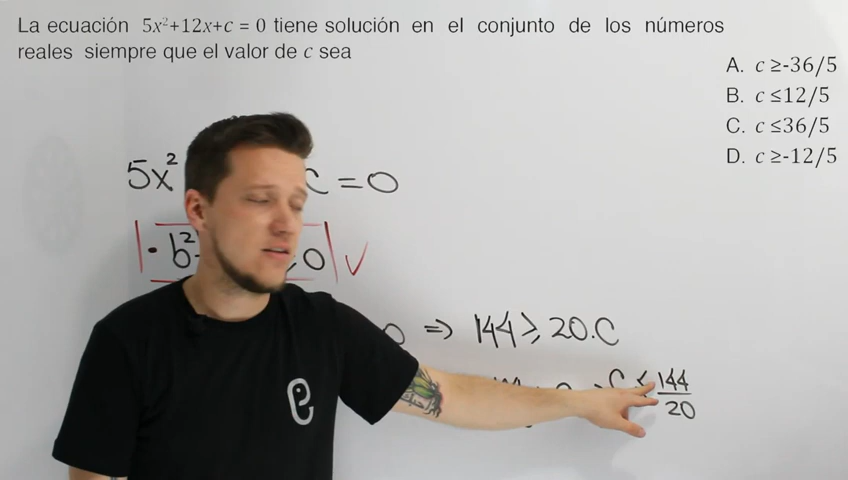 La ecuación 5x²+12x+c = 0 tiene solución en el conjunto de los números
reales siempre que el valor de c sea
A. c ≥-36/5
B. c ≤12/5
C. c ≤36/5
D. c ≥-12/5
5x² C = 0
• b²- 0 √
0 ⇒ 144 ≥ 20.C
C ≤ 144/20
e